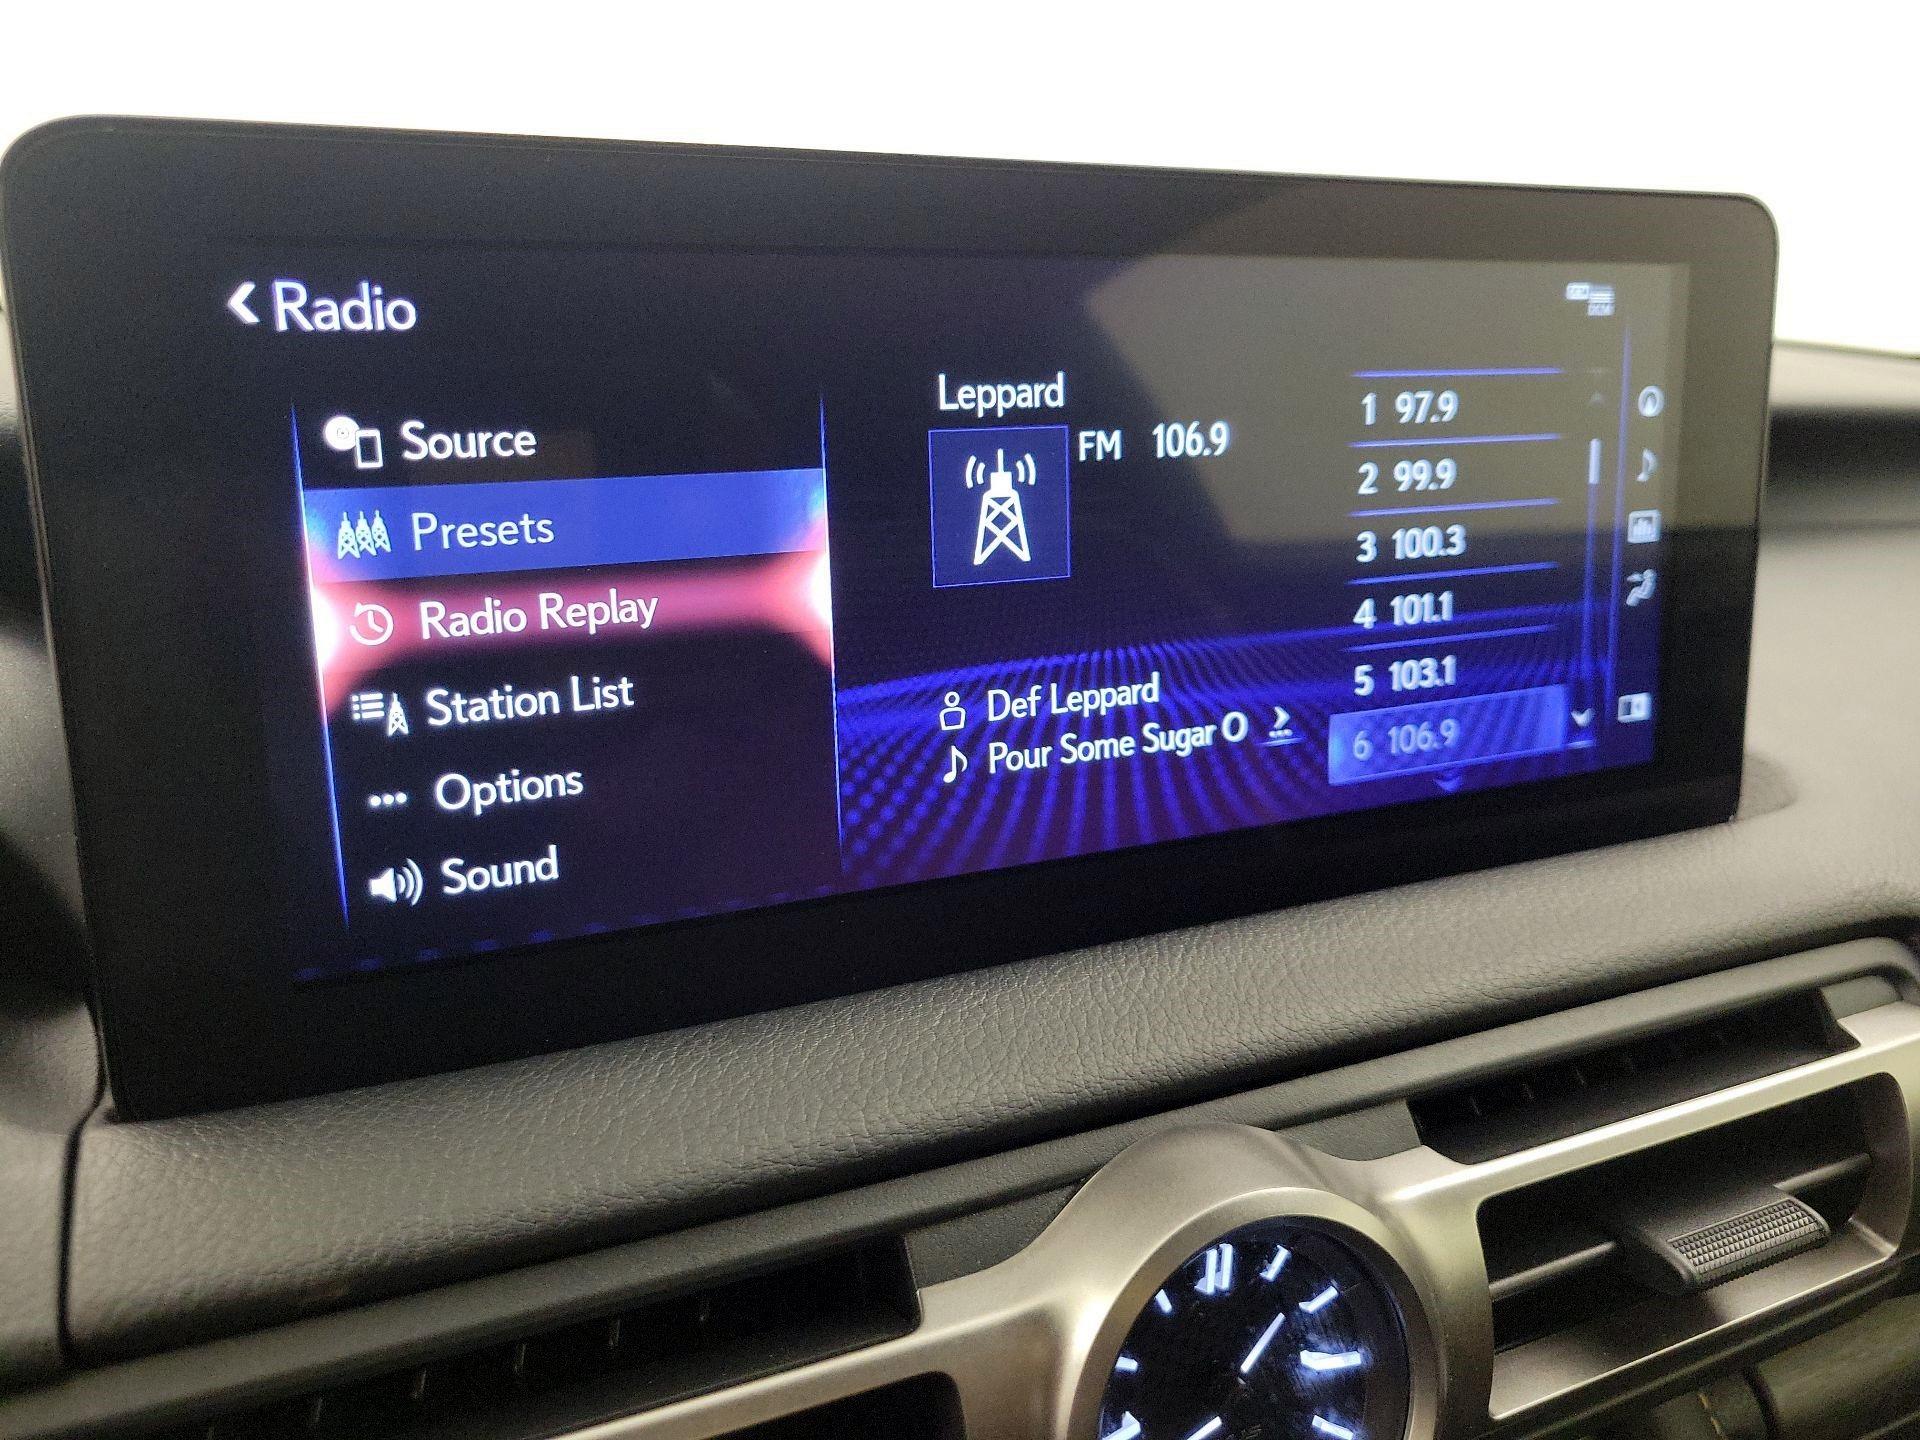 Radio
Source
Presets
Radio Replay
Station List
Options
Sound
Leppard
FM 106.9
Def Leppard
Pour Some Sugar O
1 97.9
2 99.9
3 100.3
4 101.1
5 103.1
6 106.9
DCM